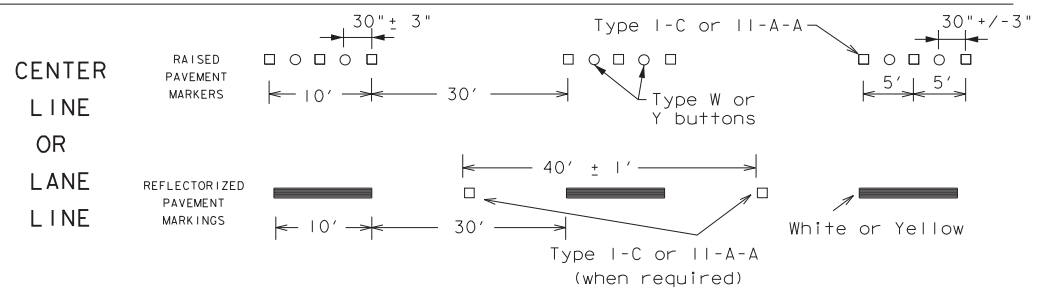 CENTER
LINE
OR
LANE
LINE
RAISED
PAVEMENT
MARKERS
30"± 3"
10'
30'
Type I-C or II-A-A
Type W or
Y buttons
30"+/-3"
5'
5'
REFLECTORIZED
PAVEMENT
MARKINGS
10'
30'
40' ± 1'
Type I-C or II-A-A
(when required)
White or Yellow